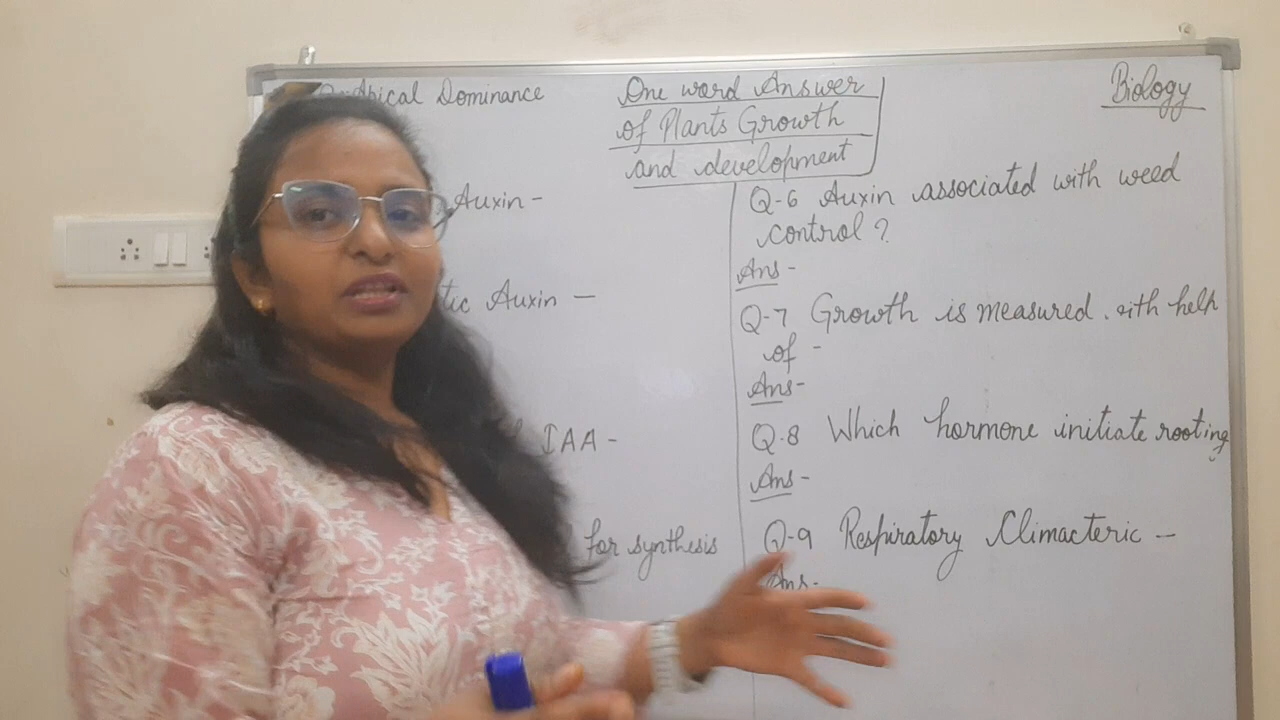 Apical Dominance
One word Answer
of Plants Growth
and development
Biology
Auxin -
Auxin -
IAA -
for synthesis
Q-6 Auxin associated with weed
control ?
Ans -
Q-7 Growth is measured with help
of -
Ans -
Q-8 Which hormone initiate rooting
Ans -
Q-9 Respiratory Climacteric -
Ans -